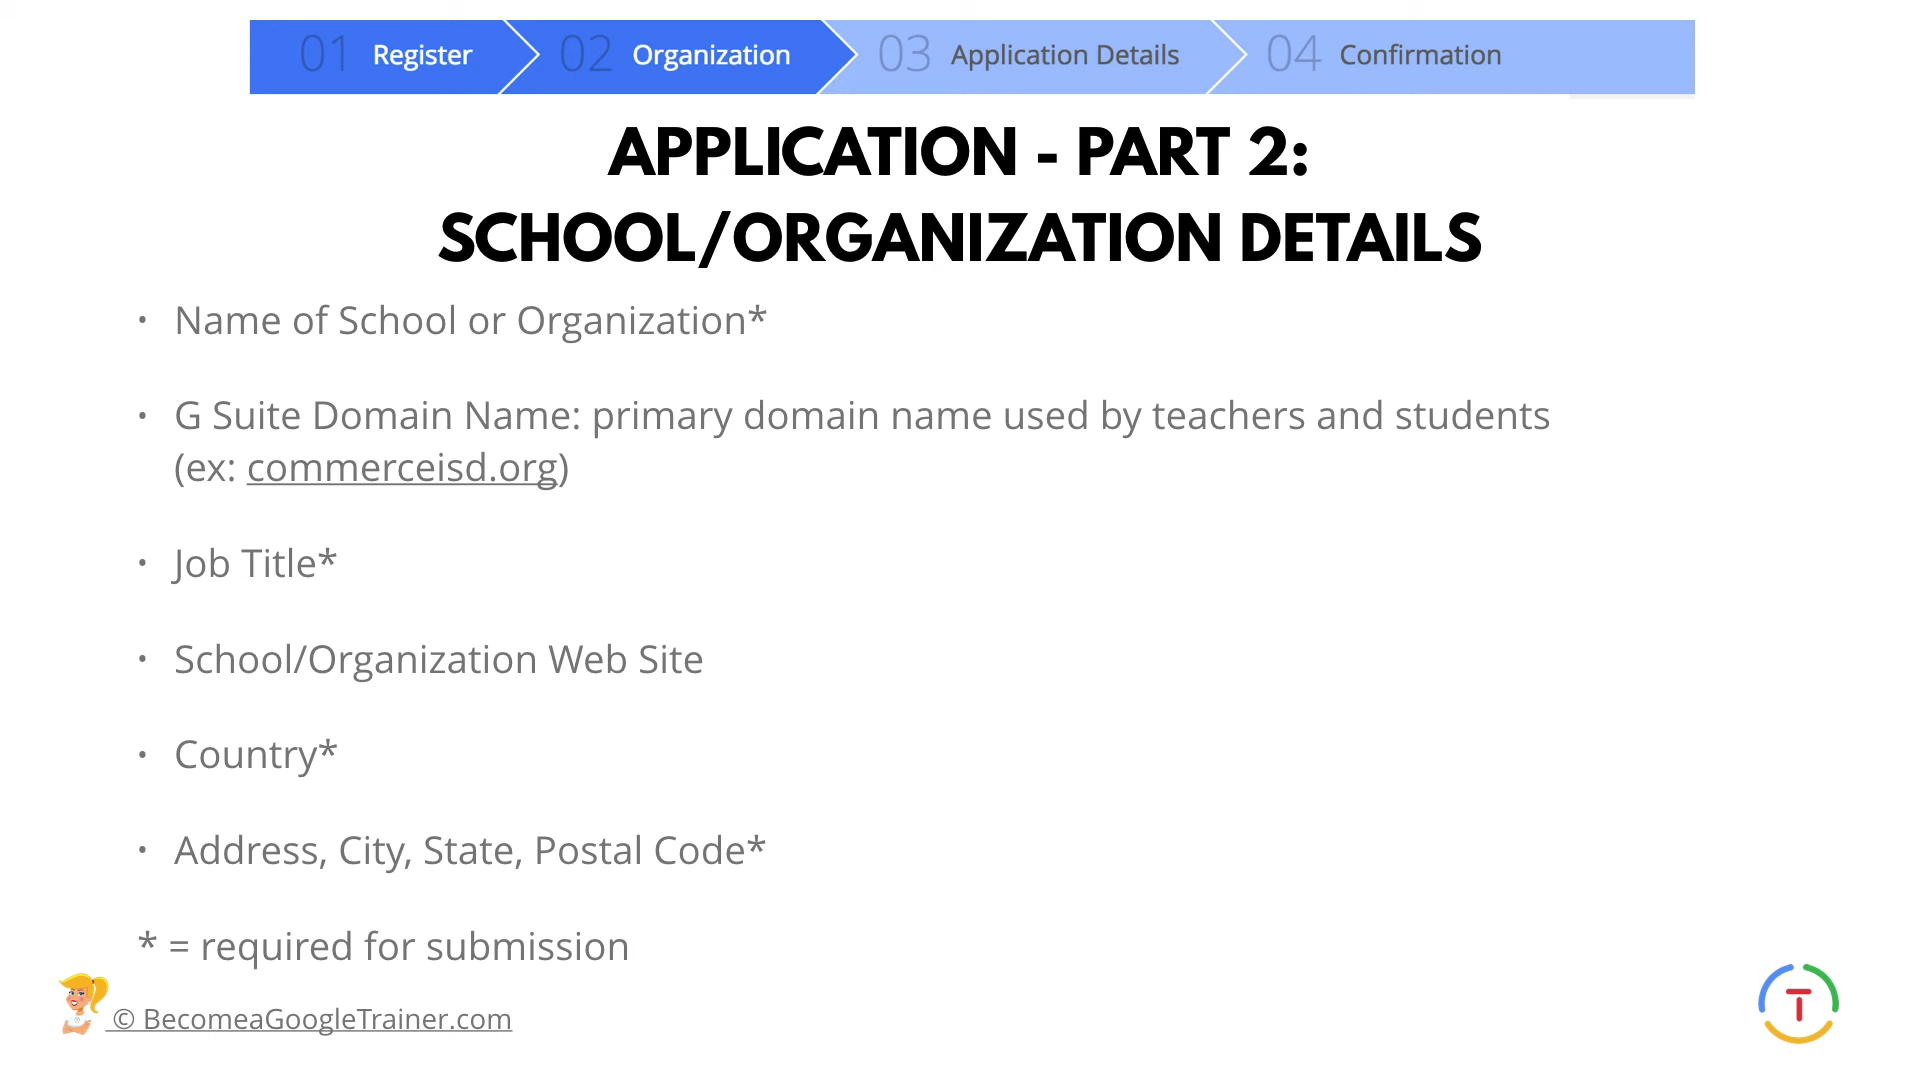 01 Register 02 Organization 03 Application Details 04 Confirmation
APPLICATION - PART 2:
SCHOOL/ORGANIZATION DETAILS
• Name of School or Organization*
• G Suite Domain Name: primary domain name used by teachers and students
(ex: commerceisd.org)
• Job Title*
• School/Organization Web Site
• Country*
• Address, City, State, Postal Code*
* = required for submission
© BecomeaGoogleTrainer.com
T